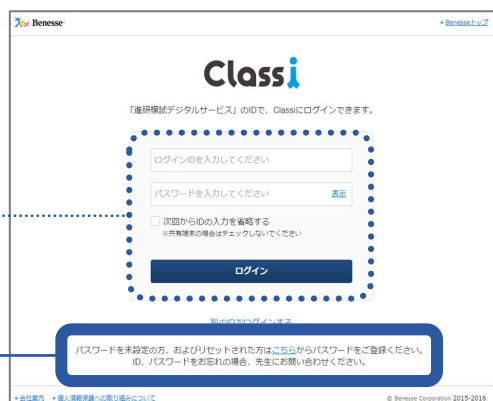 Benesse
+ Benesseトップ
Classi
「進研模試デジタルサービス」のIDで、Classiにログインできます。
ログインIDを入力してください
パスワードを入力してください 表示
次回からIDの入力を省略する
※共有端末の場合はチェックしないでください
ログイン
別のIDでログインする
パスワードを未設定の方、およびリセットされた方はこちらからパスワードをご登録ください。
ID、パスワードをお忘れの場合、先生にお問い合わせください。
+ 会社案内 + 個人情報保護への取り組みについて
© Benesse Corporation 2015-2016